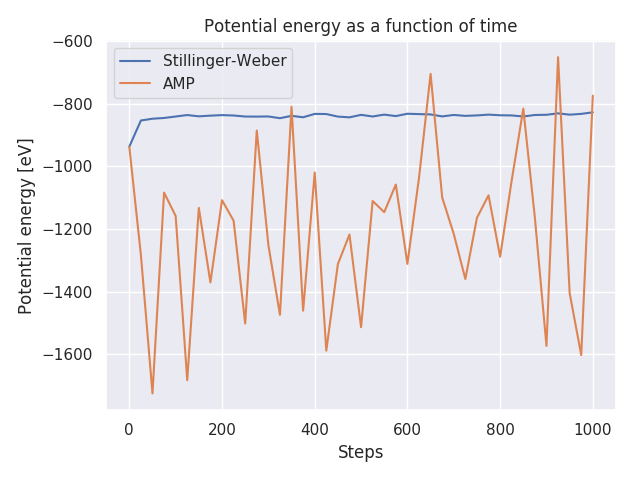 Potential energy as a function of time
Stillinger-Weber
AMP
Potential energy [eV]
−600
−800
−1000
−1200
−1400
−1600
0 200 400 600 800 1000
Steps